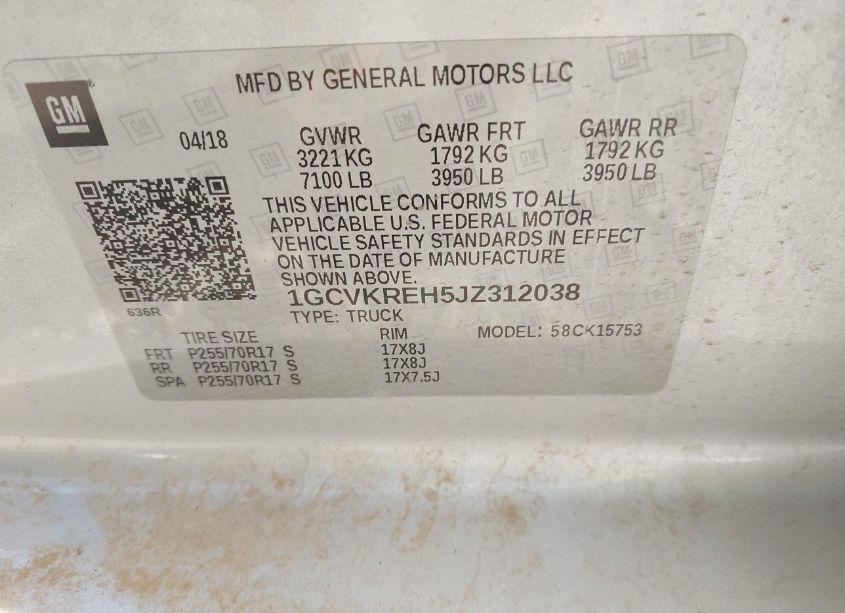 MFD BY GENERAL MOTORS LLC
GM
04/18
GVWR GAWR FRT GAWR RR
3221 KG 1792 KG 1792 KG
7100 LB 3950 LB 3950 LB
THIS VEHICLE CONFORMS TO ALL
APPLICABLE U.S. FEDERAL MOTOR
VEHICLE SAFETY STANDARDS IN EFFECT
ON THE DATE OF MANUFACTURE
SHOWN ABOVE.
1GCVKREH5JZ312038
636R
TYPE: TRUCK
TIRE SIZE RIM MODEL: 58CK15753
FRT P255/70R17 S 17X8J
RR P255/70R17 S 17X8J
SPA P255/70R17 S 17X7.5J